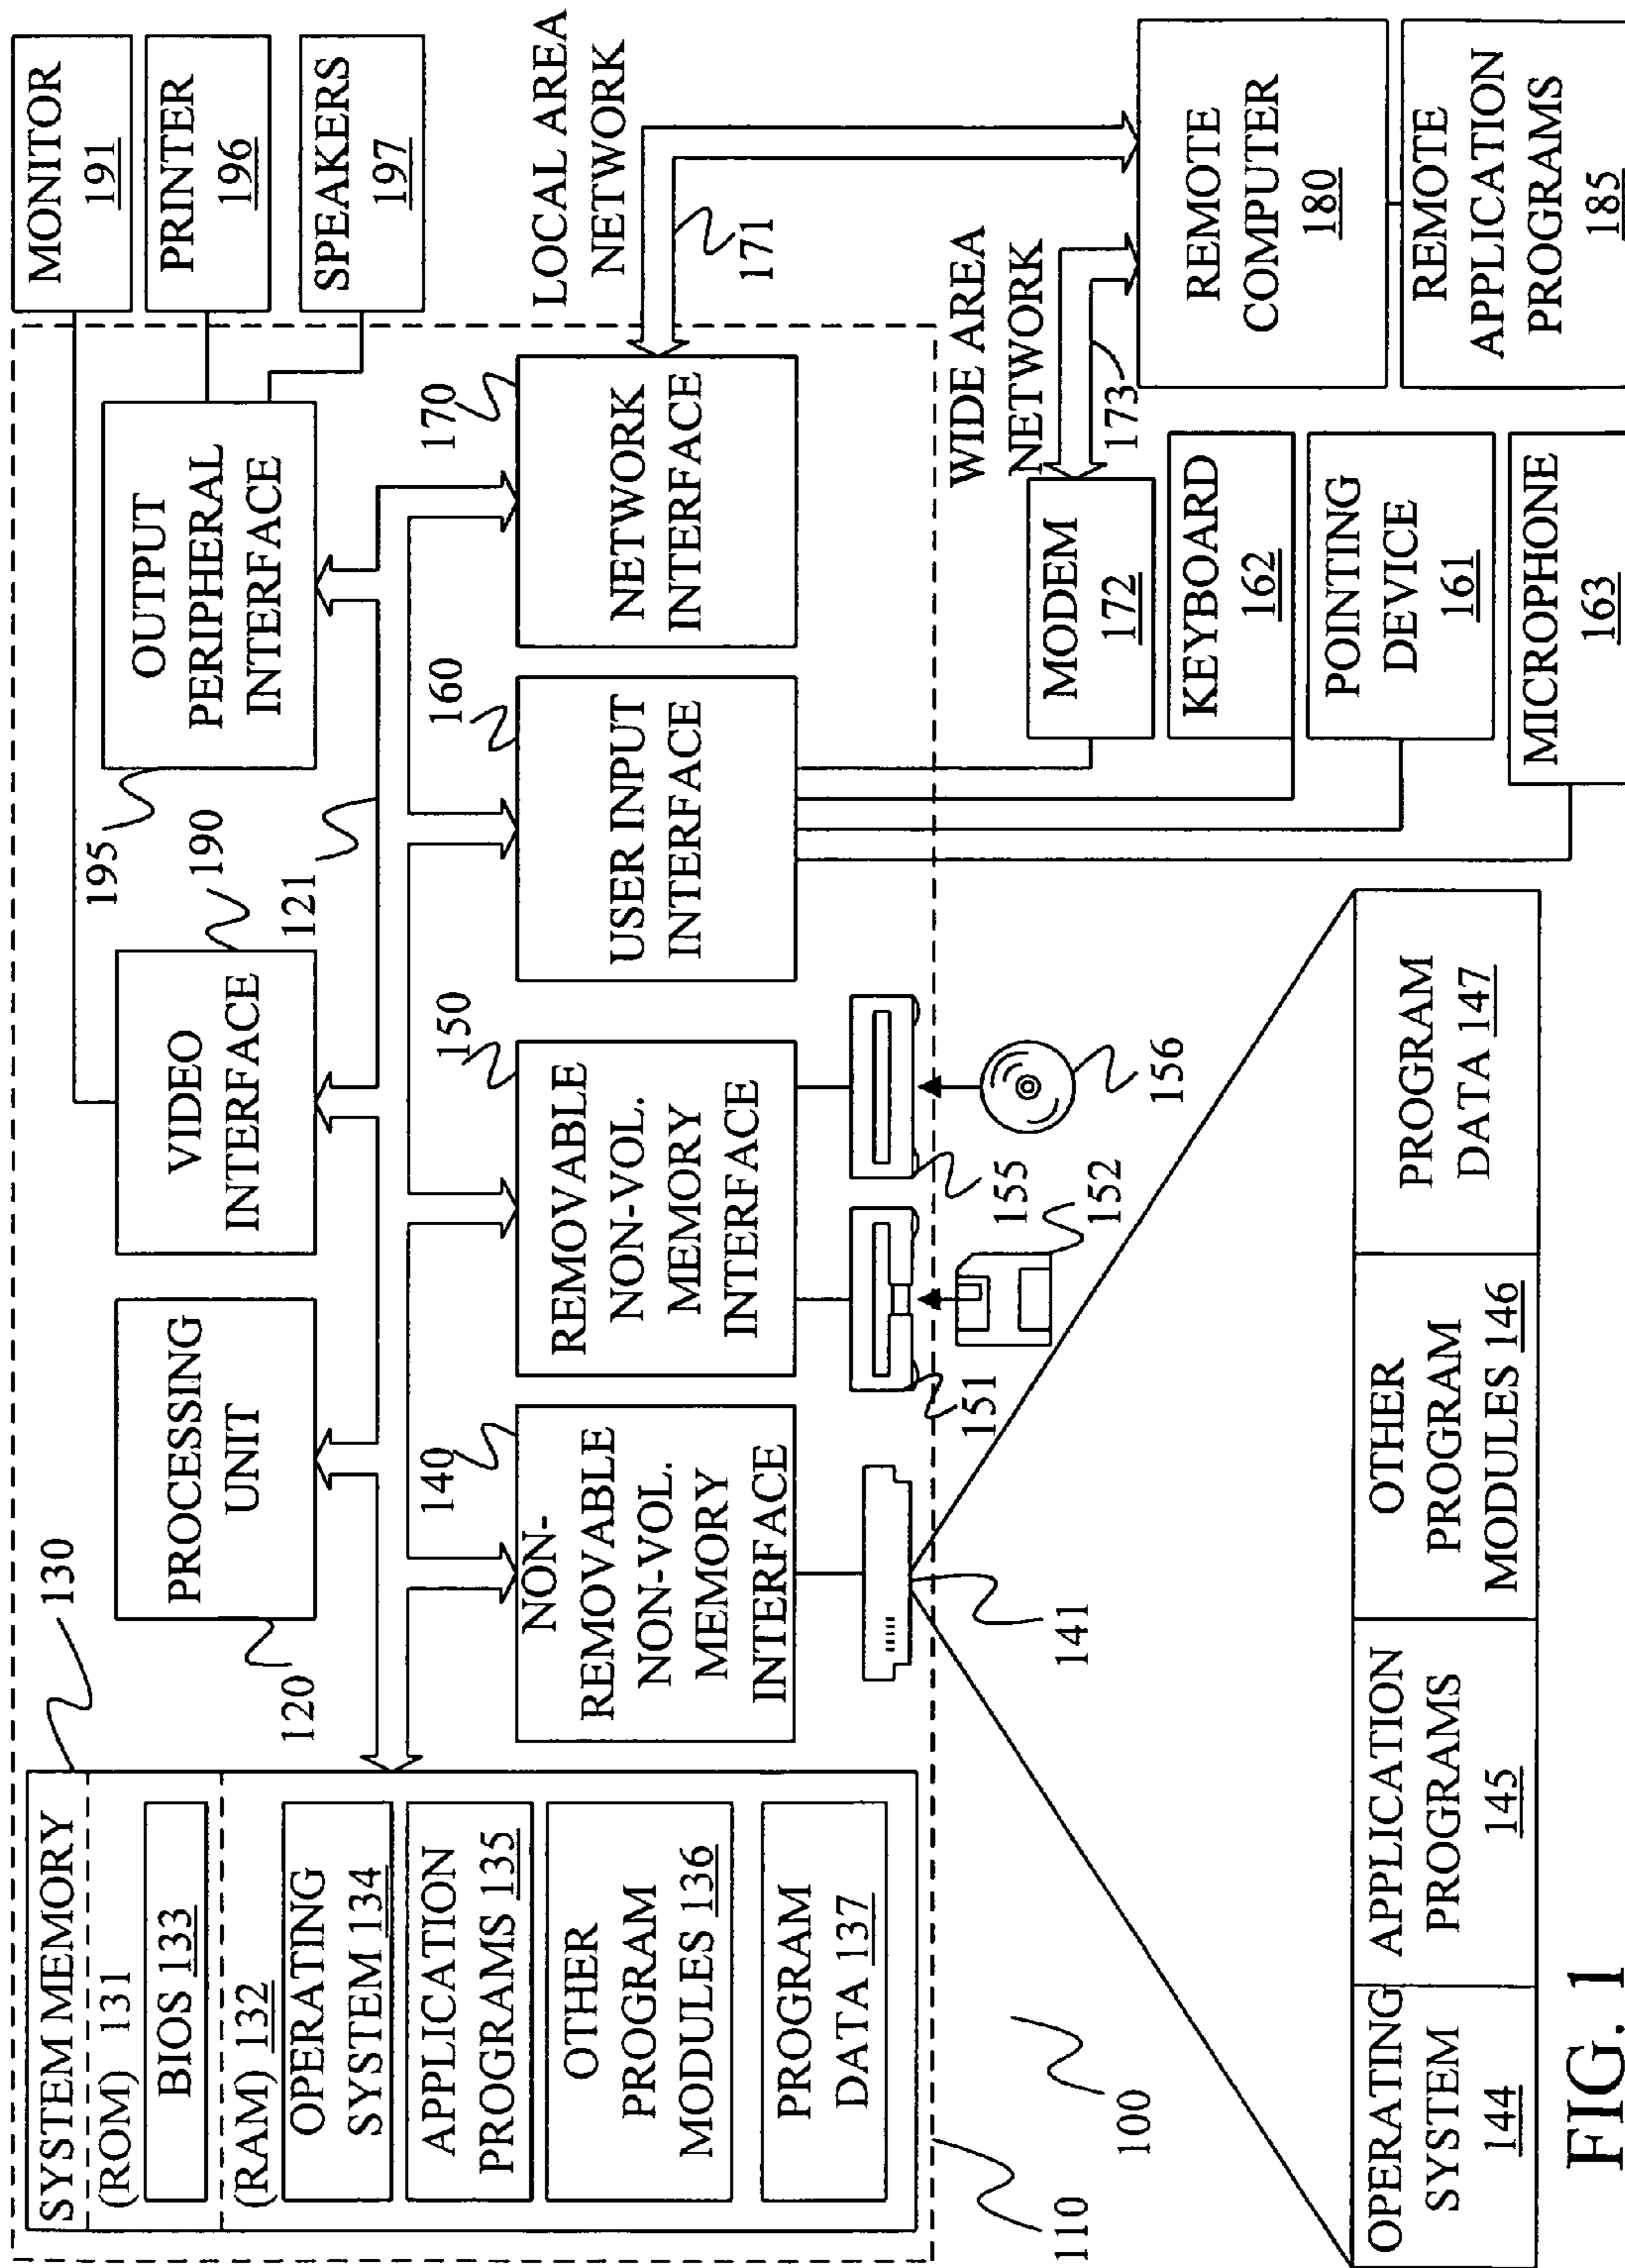 SYSTEM MEMORY
(ROM) 131
BIOS 133
(RAM) 132
OPERATING
SYSTEM 134
APPLICATION
PROGRAMS 135
OTHER
PROGRAM
MODULES 136
PROGRAM
DATA 137
130
PROCESSING
UNIT
120
VIDEO
INTERFACE
190
121
OUTPUT
PERIPHERAL
INTERFACE
195
MONITOR
191
PRINTER
196
SPEAKERS
197
NON-
REMOVABLE
NON-VOL.
MEMORY
INTERFACE
140
REMOVABLE
NON-VOL.
MEMORY
INTERFACE
150
USER INPUT
INTERFACE
160
NETWORK
INTERFACE
170
LOCAL AREA
NETWORK
171
141
151
152
155
156
WIDE AREA
NETWORK
173
MODEM
172
KEYBOARD
162
POINTING
DEVICE
161
MICROPHONE
163
REMOTE
COMPUTER
180
REMOTE
APPLICATION
PROGRAMS
185
110
100
OPERATING
SYSTEM
144
APPLICATION
PROGRAMS
145
OTHER
PROGRAM
MODULES 146
PROGRAM
DATA 147
FIG. 1